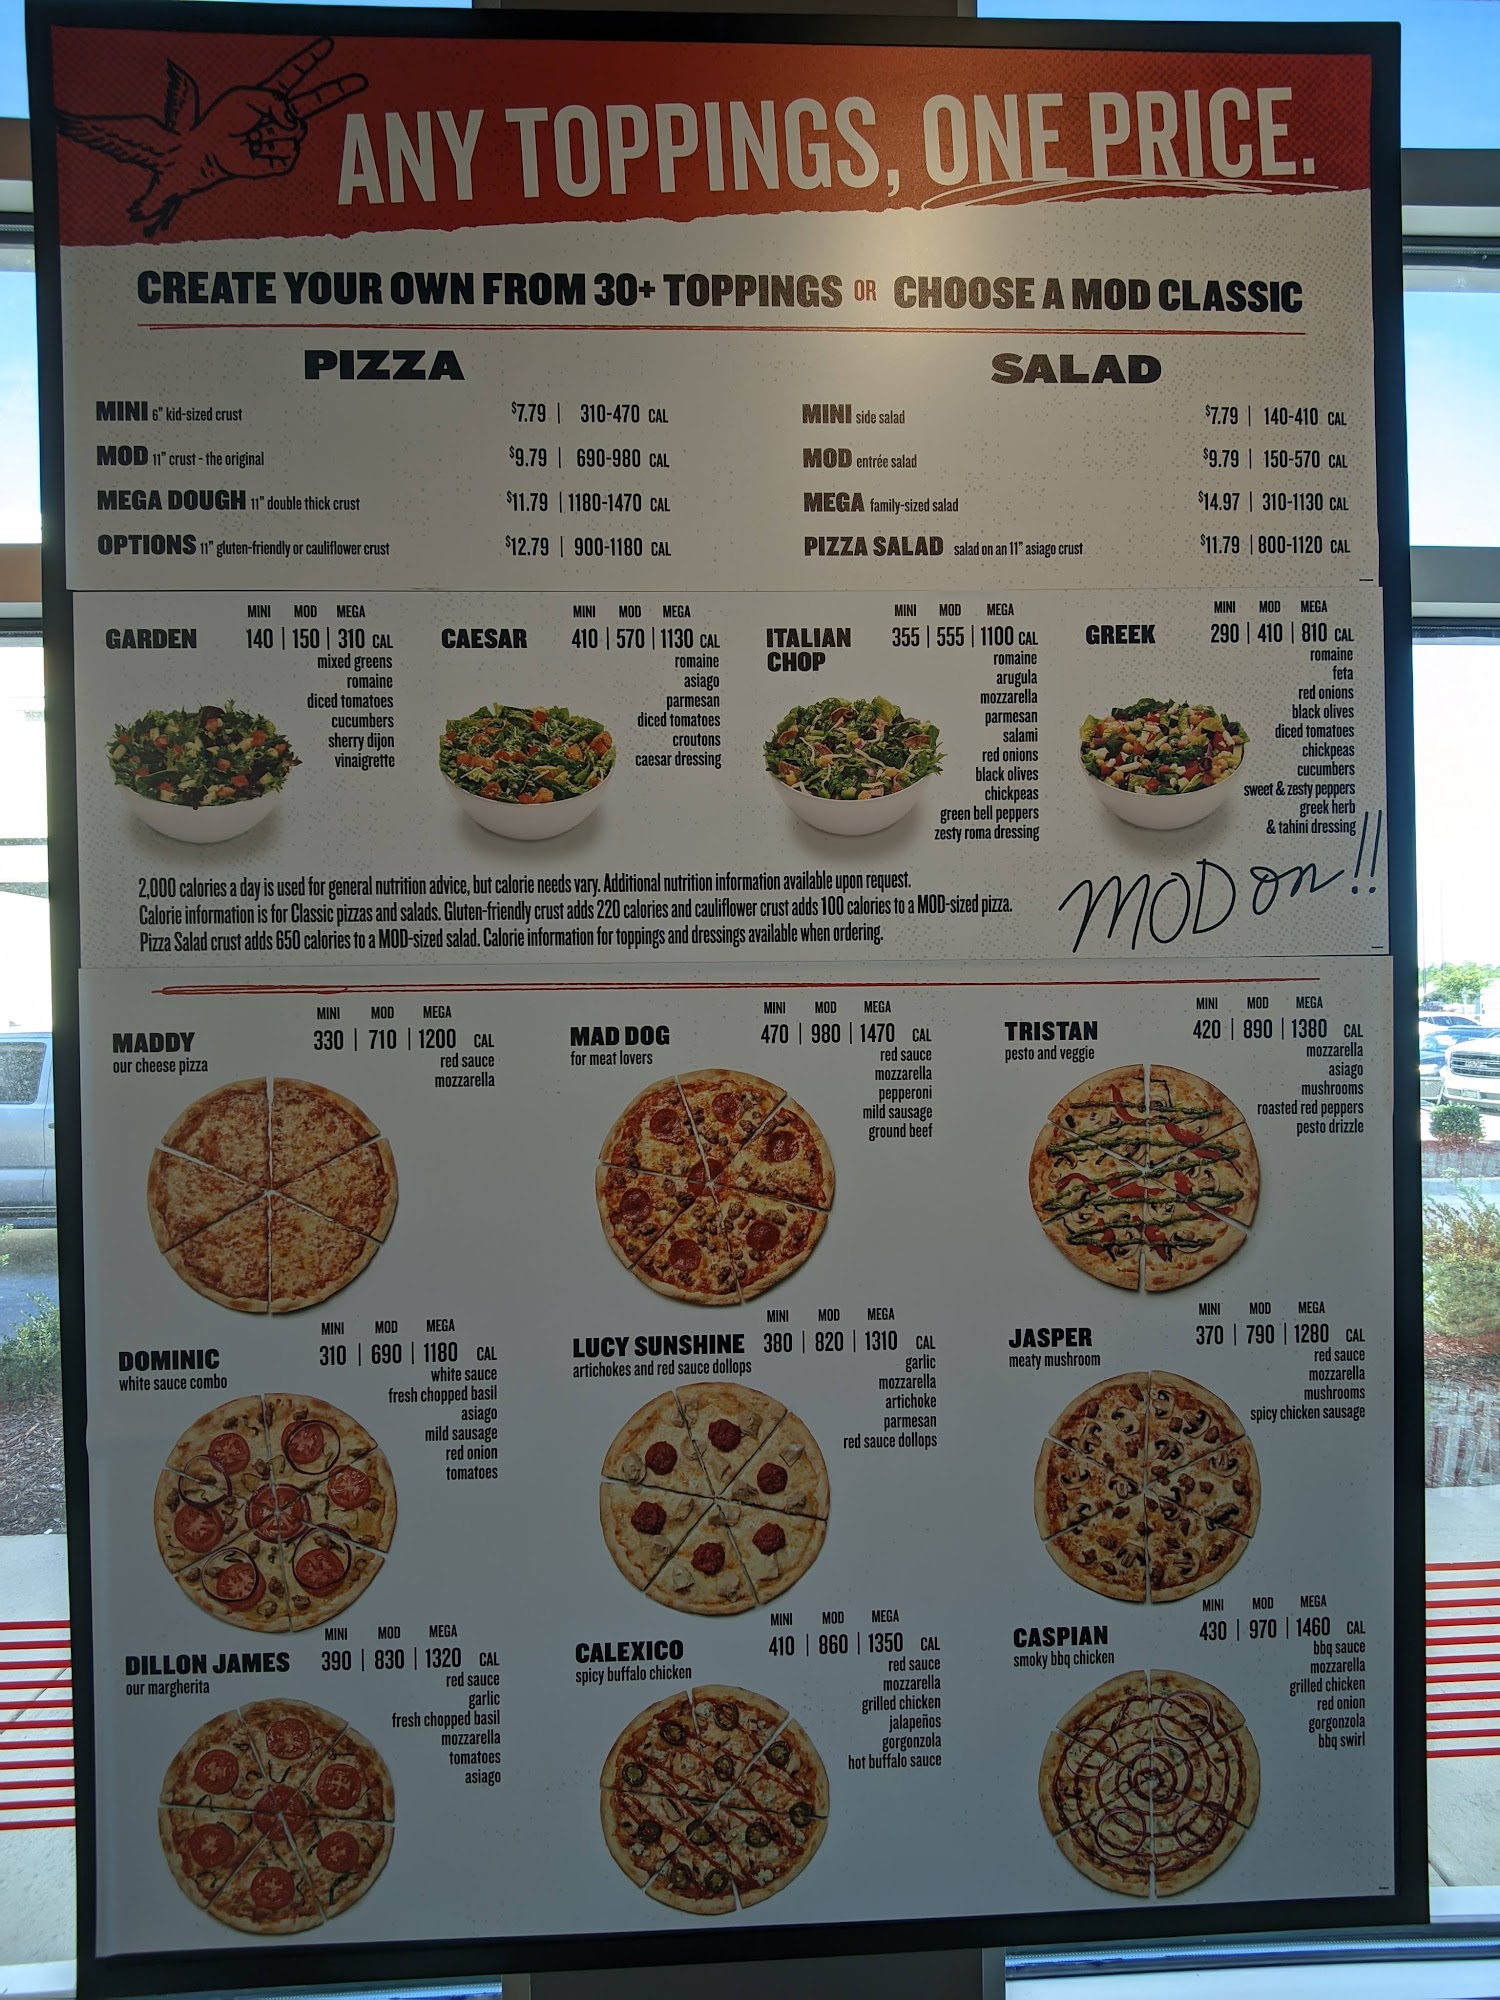 ANY TOPPINGS, ONE PRICE.
CREATE YOUR OWN FROM 30+ TOPPINGS OR CHOOSE A MOD CLASSIC
PIZZA
MINI 6" kid-sized crust $7.79 | 310-470 CAL
MOD 11" crust - the original $9.79 | 690-980 CAL
MEGA DOUGH 11" double thick crust $11.79 | 1180-1470 CAL
OPTIONS 11" gluten-friendly or cauliflower crust $12.79 | 900-1180 CAL
SALAD
MINI side salad $7.79 | 140-410 CAL
MOD entrée salad $9.79 | 150-570 CAL
MEGA family-sized salad $14.97 | 310-1130 CAL
PIZZA SALAD salad on an 11" asiago crust $11.79 | 800-1120 CAL
MINI MOD MEGA
GARDEN 140 | 150 | 310 CAL
mixed greens
romaine
diced tomatoes
cucumbers
sherry dijon
vinaigrette
MINI MOD MEGA
CAESAR 410 | 570 | 1130 CAL
romaine
asiago
parmesan
diced tomatoes
croutons
caesar dressing
MINI MOD MEGA
ITALIAN 355 | 555 | 1100 CAL
CHOP
romaine
arugula
mozzarella
parmesan
salami
red onions
black olives
chickpeas
green bell peppers
zesty roma dressing
MINI MOD MEGA
GREEK 290 | 410 | 810 CAL
romaine
feta
red onions
black olives
diced tomatoes
chickpeas
cucumbers
sweet & zesty peppers
greek herb
& tahini dressing
2,000 calories a day is used for general nutrition advice, but calorie needs vary. Additional nutrition information available upon request.
Calorie information is for Classic pizzas and salads. Gluten-friendly crust adds 220 calories and cauliflower crust adds 100 calories to a MOD-sized pizza.
Pizza Salad crust adds 650 calories to a MOD-sized salad. Calorie information for toppings and dressings available when ordering.
MOD on!!
MINI MOD MEGA
MADDY 330 | 710 | 1200 CAL
our cheese pizza
red sauce
mozzarella
MINI MOD MEGA
MAD DOG 470 | 980 | 1470 CAL
for meat lovers
red sauce
mozzarella
pepperoni
mild sausage
ground beef
MINI MOD MEGA
TRISTAN 420 | 890 | 1380 CAL
pesto and veggie
mozzarella
asiago
mushrooms
roasted red peppers
pesto drizzle
MINI MOD MEGA
DOMINIC 310 | 690 | 1180 CAL
white sauce combo
white sauce
fresh chopped basil
asiago
mild sausage
red onion
tomatoes
MINI MOD MEGA
LUCY SUNSHINE 380 | 820 | 1310 CAL
artichokes and red sauce dollops
garlic
mozzarella
artichoke
parmesan
red sauce dollops
MINI MOD MEGA
JASPER 370 | 790 | 1280 CAL
meaty mushroom
red sauce
mozzarella
mushrooms
spicy chicken sausage
MINI MOD MEGA
DILLON JAMES 390 | 830 | 1320 CAL
our margherita
red sauce
garlic
fresh chopped basil
mozzarella
tomatoes
asiago
MINI MOD MEGA
CALEXICO 410 | 860 | 1350 CAL
spicy buffalo chicken
red sauce
mozzarella
grilled chicken
jalapeños
gorgonzola
hot buffalo sauce
MINI MOD MEGA
CASPIAN 430 | 970 | 1460 CAL
smoky bbq chicken
bbq sauce
mozzarella
grilled chicken
red onion
gorgonzola
bbq swirl